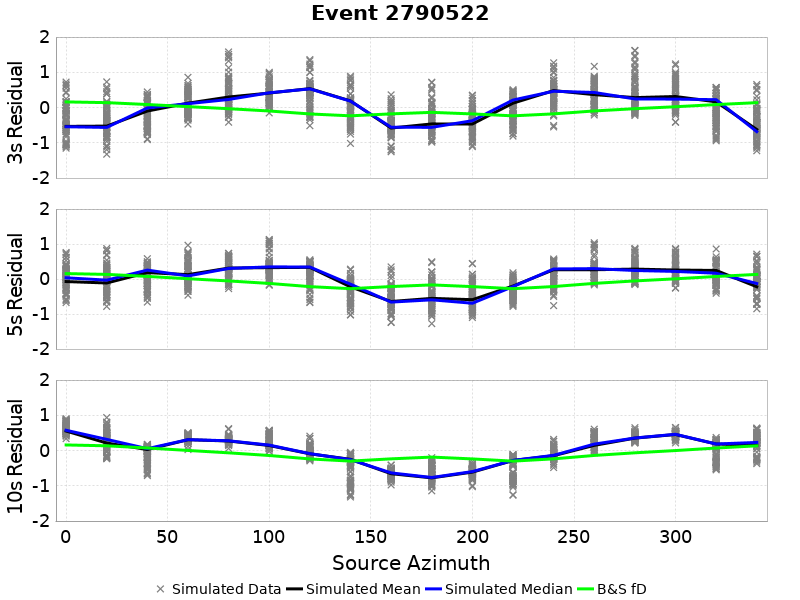 Event 2790522
3s Residual
2
1
0
-1
-2
5s Residual
2
1
0
-1
-2
10s Residual
2
1
0
-1
-2
0 50 100 150 200 250 300
Source Azimuth
Simulated Data Simulated Mean Simulated Median B&S fD